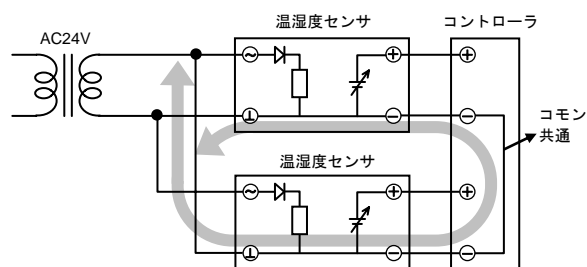 温湿度センサ
コントローラ
AC24V
コモン
共通
温湿度センサ